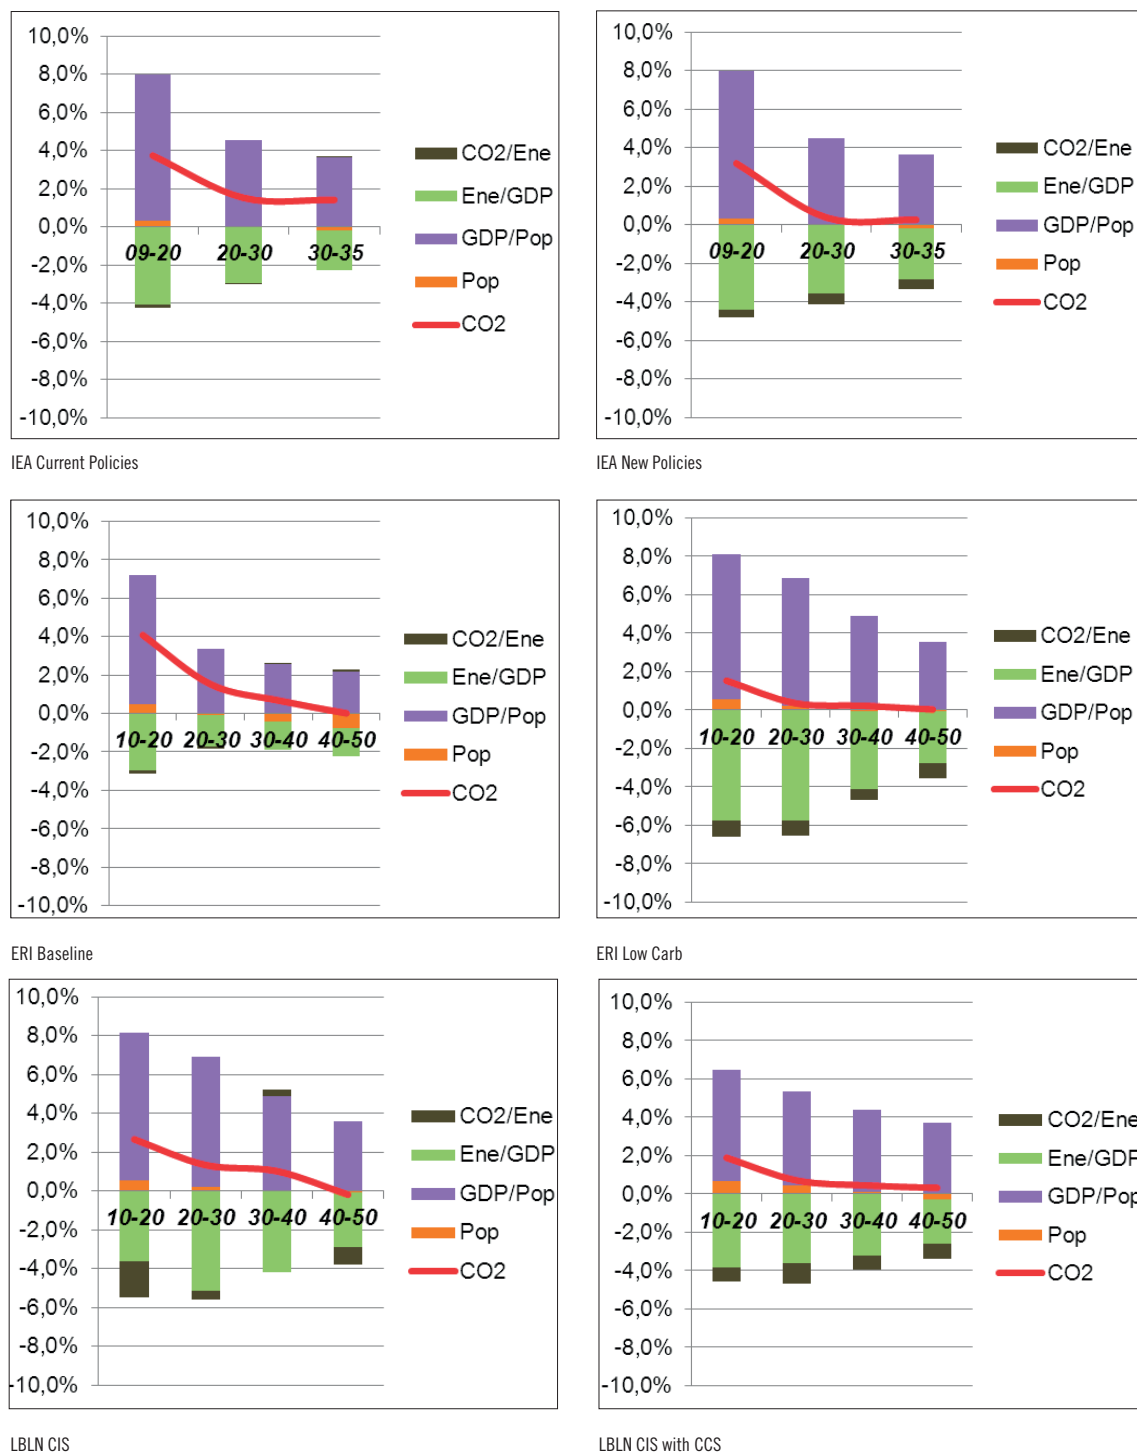 10,0%
8,0%
6,0%
4,0%
2,0%
0,0%
-2,0%
-4,0%
-6,0%
-8,0%
-10,0%
09-20 20-30 30-35
CO2/Ene
Ene/GDP
GDP/Pop
Pop
CO2
IEA Current Policies
10,0%
8,0%
6,0%
4,0%
2,0%
0,0%
-2,0%
-4,0%
-6,0%
-8,0%
-10,0%
09-20 20-30 30-35
CO2/Ene
Ene/GDP
GDP/Pop
Pop
CO2
IEA New Policies
10,0%
8,0%
6,0%
4,0%
2,0%
0,0%
-2,0%
-4,0%
-6,0%
-8,0%
-10,0%
10-20 20-30 30-40 40-50
CO2/Ene
Ene/GDP
GDP/Pop
Pop
CO2
ERI Baseline
10,0%
8,0%
6,0%
4,0%
2,0%
0,0%
-2,0%
-4,0%
-6,0%
-8,0%
-10,0%
10-20 20-30 30-40 40-50
CO2/Ene
Ene/GDP
GDP/Pop
Pop
CO2
ERI Low Carb
10,0%
8,0%
6,0%
4,0%
2,0%
0,0%
-2,0%
-4,0%
-6,0%
-8,0%
-10,0%
10-20 20-30 30-40 40-50
CO2/Ene
Ene/GDP
GDP/Pop
Pop
CO2
LBLN CIS
10,0%
8,0%
6,0%
4,0%
2,0%
0,0%
-2,0%
-4,0%
-6,0%
-8,0%
-10,0%
10-20 20-30 30-40 40-50
CO2/Ene
Ene/GDP
GDP/Pop
Pop
CO2
LBLN CIS with CCS